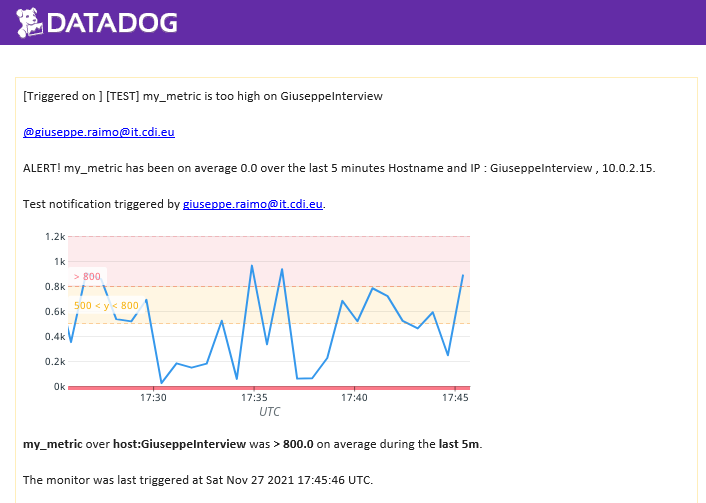 DATADOG
[Triggered on ] [TEST] my_metric is too high on GiuseppeInterview
@giuseppe.raimo@it.cdi.eu
ALERT! my_metric has been on average 0.0 over the last 5 minutes Hostname and IP : GiuseppeInterview , 10.0.2.15.
Test notification triggered by giuseppe.raimo@it.cdi.eu.
1.2k
1k
> 800
0.8k
500 < y < 800
0.6k
0.4k
0.2k
0k
17:30 17:35 17:40 17:45
UTC
my_metric over host:GiuseppeInterview was > 800.0 on average during the last 5m.
The monitor was last triggered at Sat Nov 27 2021 17:45:46 UTC.